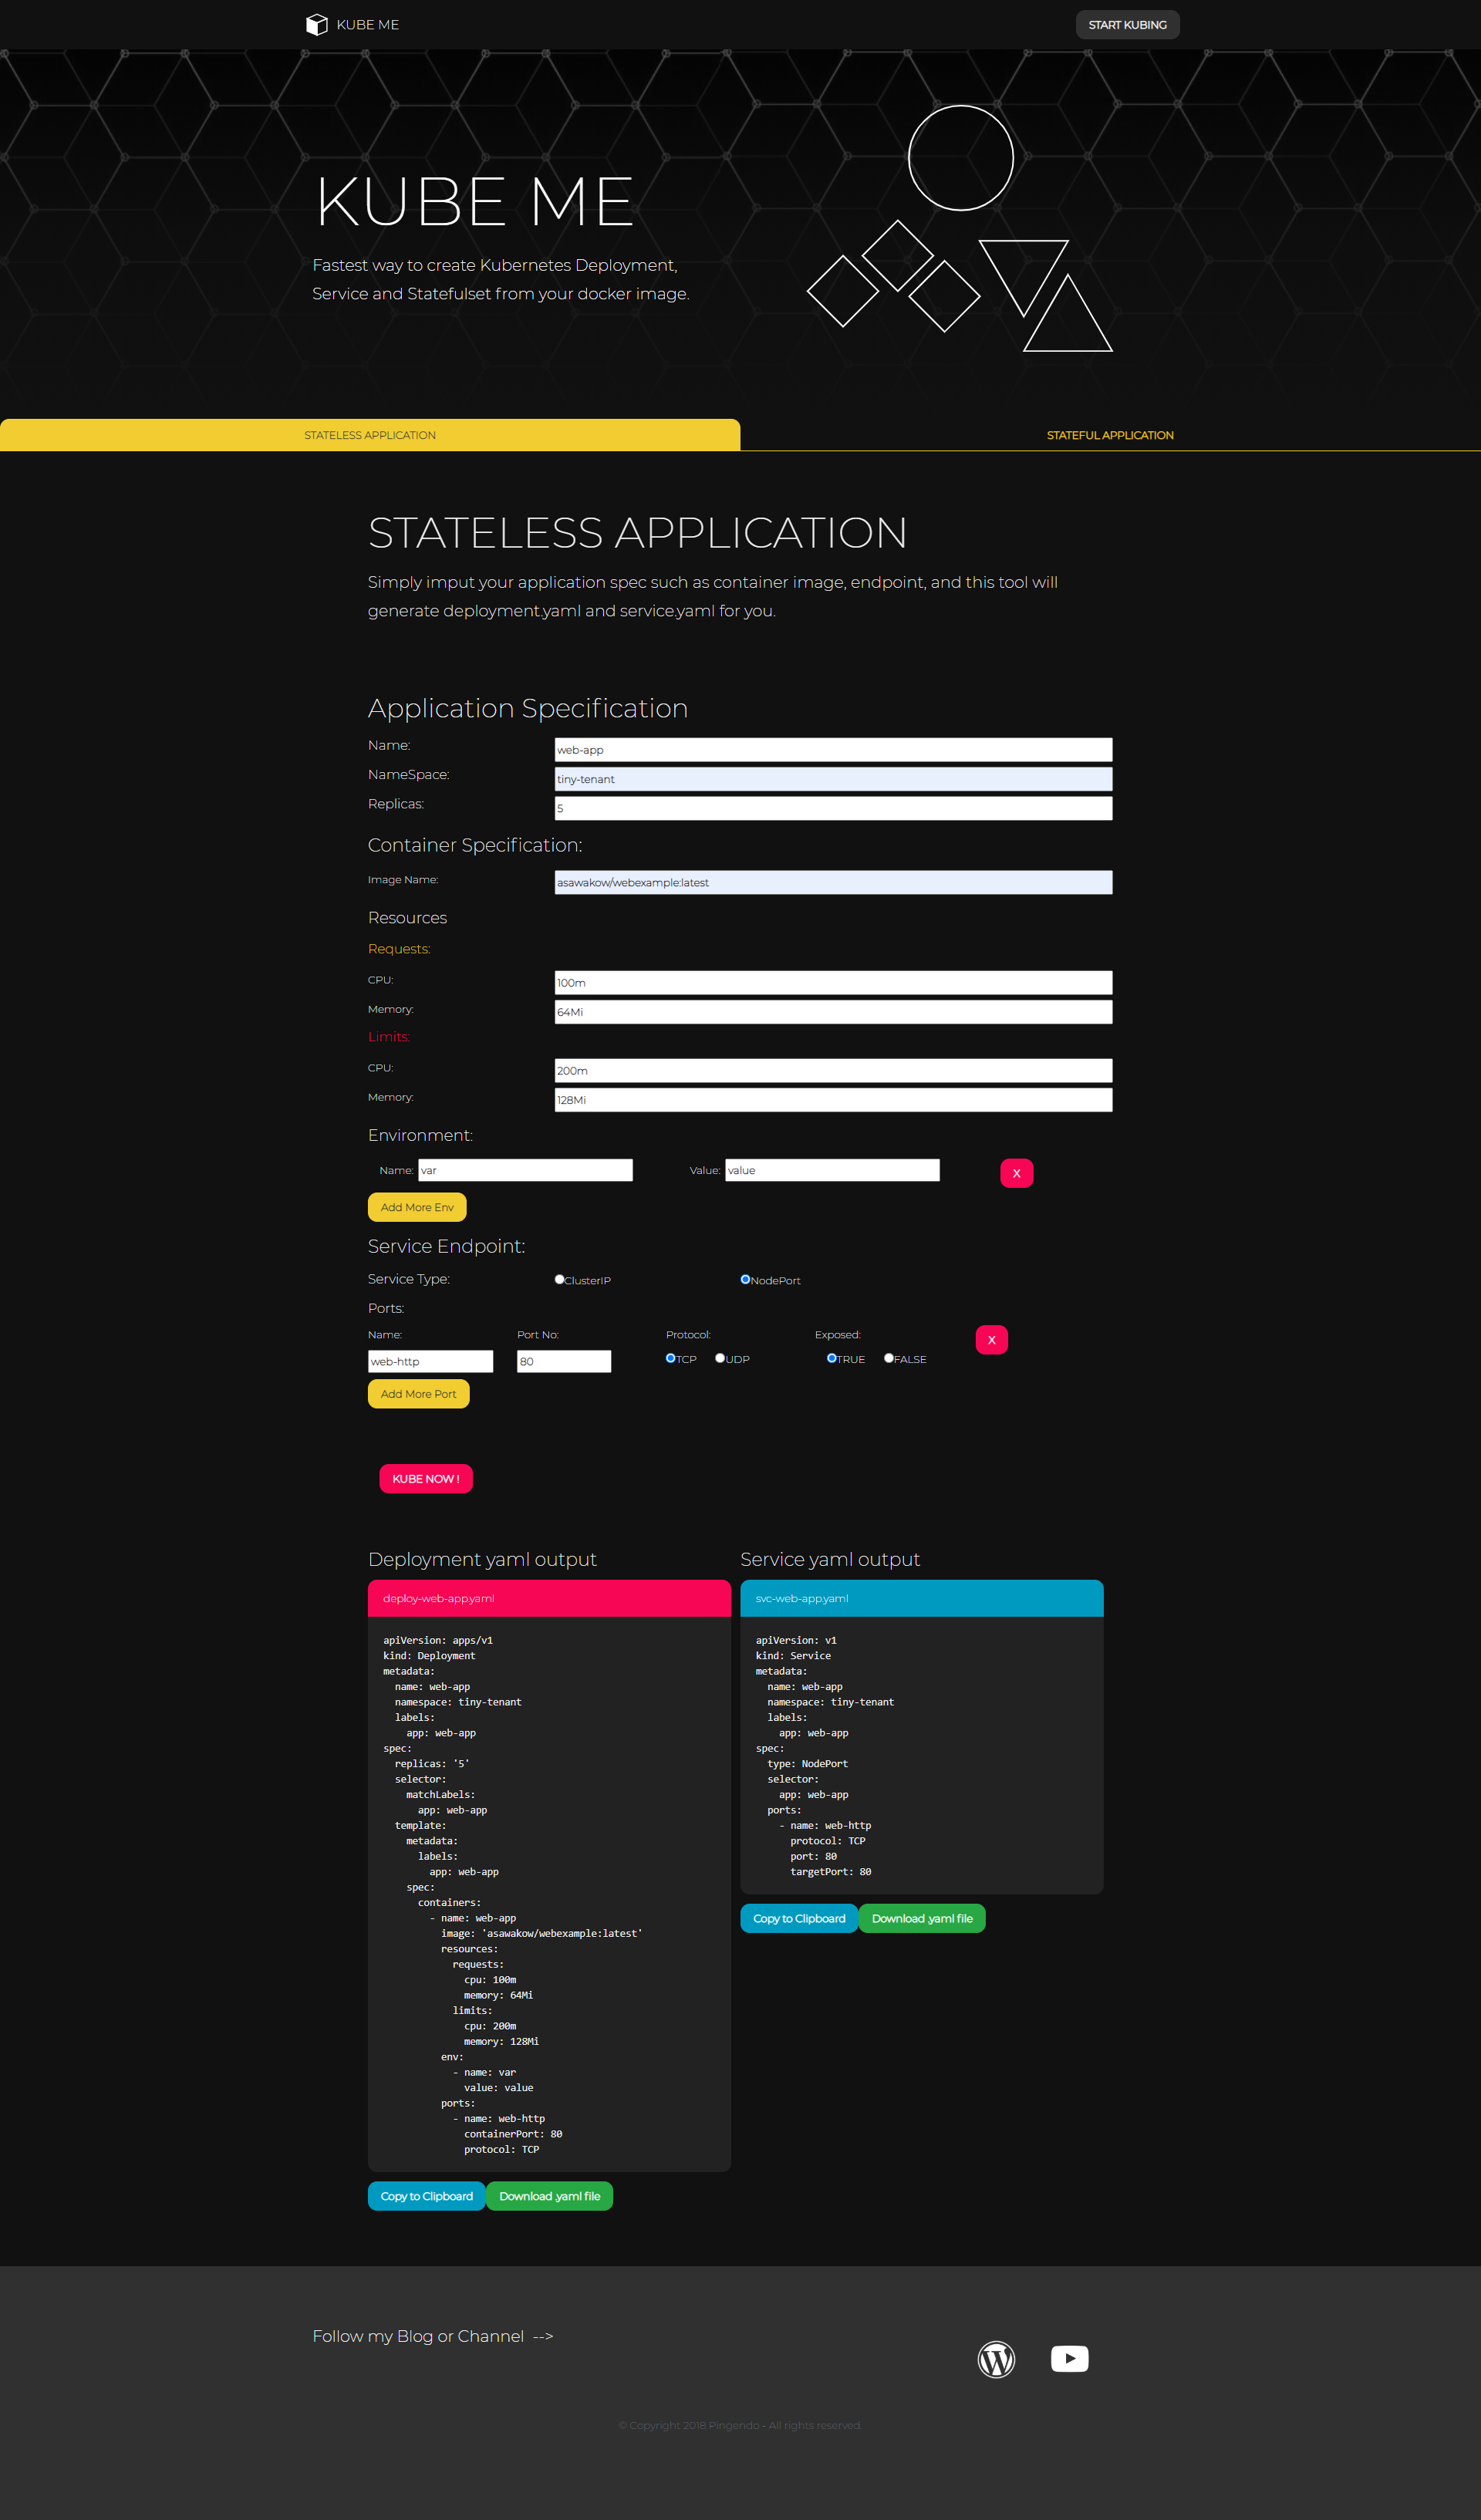 KUBE ME
START KUBING
KUBE ME
Fastest way to create Kubernetes Deployment,
Service and Statefulset from your docker image.
STATELESS APPLICATION
STATEFUL APPLICATION
STATELESS APPLICATION
Simply imput your application spec such as container image, endpoint, and this tool will
generate deployment.yaml and service.yaml for you.
Application Specification
Name:
web-app
NameSpace:
tiny-tenant
Replicas:
5
Container Specification:
Image Name:
asawakow/webexample:latest
Resources
Requests:
CPU:
100m
Memory:
64Mi
Limits:
CPU:
200m
Memory:
128Mi
Environment:
Name: var Value: value X
Add More Env
Service Endpoint:
Service Type: ClusterIP NodePort
Ports:
Name: Port No: Protocol: Exposed: X
web-http 80 TCP UDP TRUE FALSE
Add More Port
KUBE NOW !
Deployment yaml output
deploy-web-app.yaml
apiVersion: apps/v1
kind: Deployment
metadata:
  name: web-app
  namespace: tiny-tenant
  labels:
    app: web-app
spec:
  replicas: '5'
  selector:
    matchLabels:
      app: web-app
  template:
    metadata:
      labels:
        app: web-app
    spec:
      containers:
        - name: web-app
          image: 'asawakow/webexample:latest'
          resources:
            requests:
              cpu: 100m
              memory: 64Mi
            limits:
              cpu: 200m
              memory: 128Mi
          env:
            - name: var
              value: value
          ports:
            - name: web-http
              containerPort: 80
              protocol: TCP
Copy to Clipboard
Download .yaml file
Service yaml output
svc-web-app.yaml
apiVersion: v1
kind: Service
metadata:
  name: web-app
  namespace: tiny-tenant
  labels:
    app: web-app
spec:
  type: NodePort
  selector:
    app: web-app
  ports:
    - name: web-http
      protocol: TCP
      port: 80
      targetPort: 80
Copy to Clipboard
Download .yaml file
Follow my Blog or Channel -->
© Copyright 2018 Pingendo - All rights reserved.